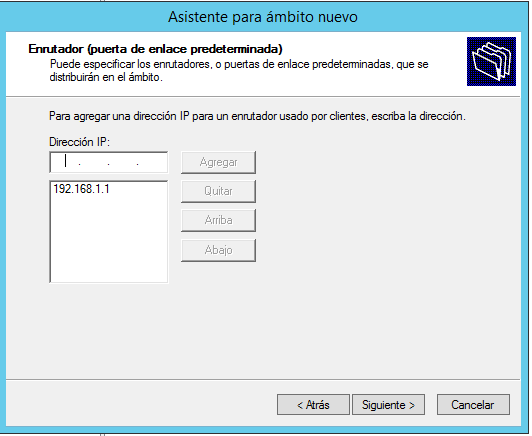 Asistente para ámbito nuevo
Enrutador (puerta de enlace predeterminada)
Puede especificar los enrutadores, o puertas de enlace predeterminadas, que se
distribuirán en el ámbito.
Para agregar una dirección IP para un enrutador usado por clientes, escriba la dirección.
Dirección IP:
. . .
Agregar
192.168.1.1
Quitar
Arriba
Abajo
< Atrás
Siguiente >
Cancelar